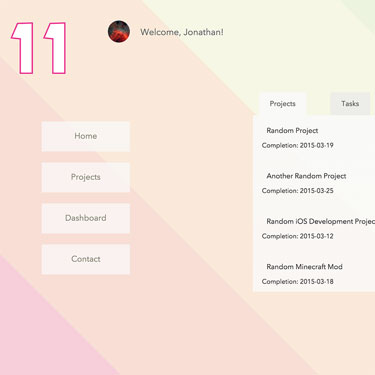 11
Welcome, Jonathan!
Projects
Tasks
Home
Projects
Dashboard
Contact
Random Project
Completion: 2015-03-19
Another Random Project
Completion: 2015-03-25
Random iOS Development Projec
Completion: 2015-03-12
Random Minecraft Mod
Completion: 2015-03-18